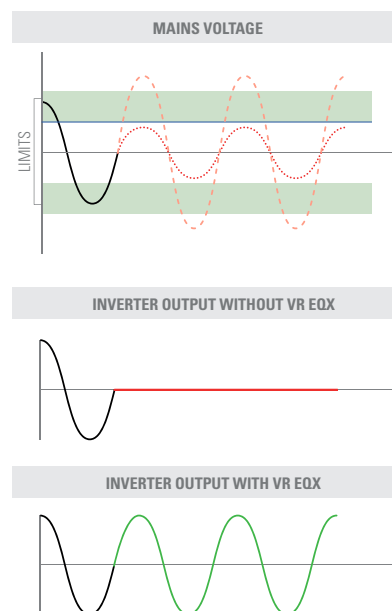 MAINS VOLTAGE
LIMITS
INVERTER OUTPUT WITHOUT VR EQX
INVERTER OUTPUT WITH VR EQX